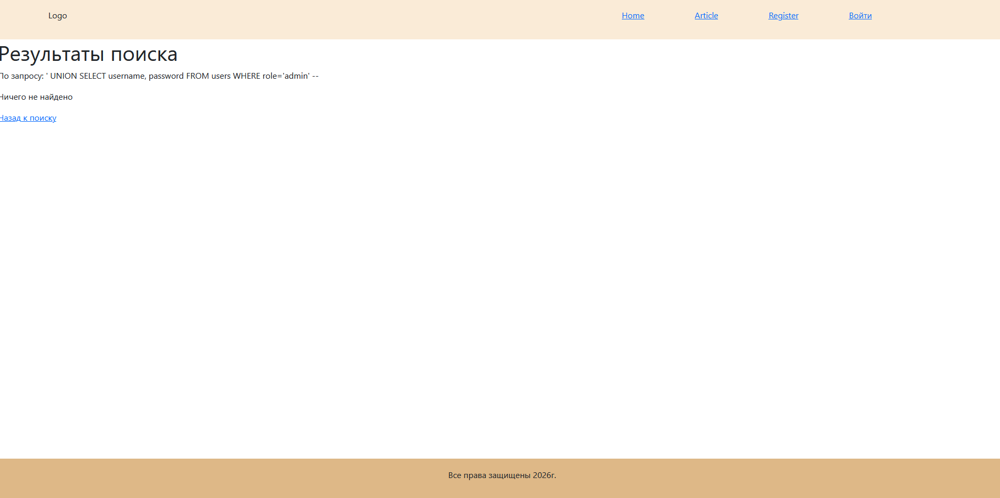 Logo Home Article Register Войти
Результаты поиска
По запросу: ' UNION SELECT username, password FROM users WHERE role='admin' --
Ничего не найдено
Назад к поиску
Все права защищены 2026г.